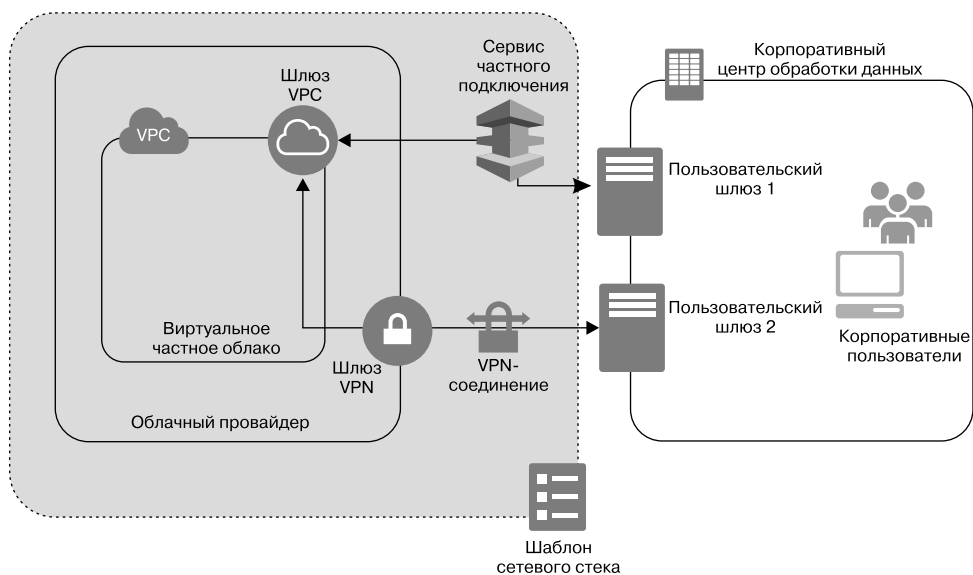 Сервис
частного
подключения
Корпоративный
центр обработки данных
Шлюз
VPC
VPC
Пользовательский
шлюз 1
Виртуальное
частное облако
Шлюз
VPN
VPN-
соединение
Пользовательский
шлюз 2
Корпоративные
пользователи
Облачный провайдер
Шаблон
сетевого стека